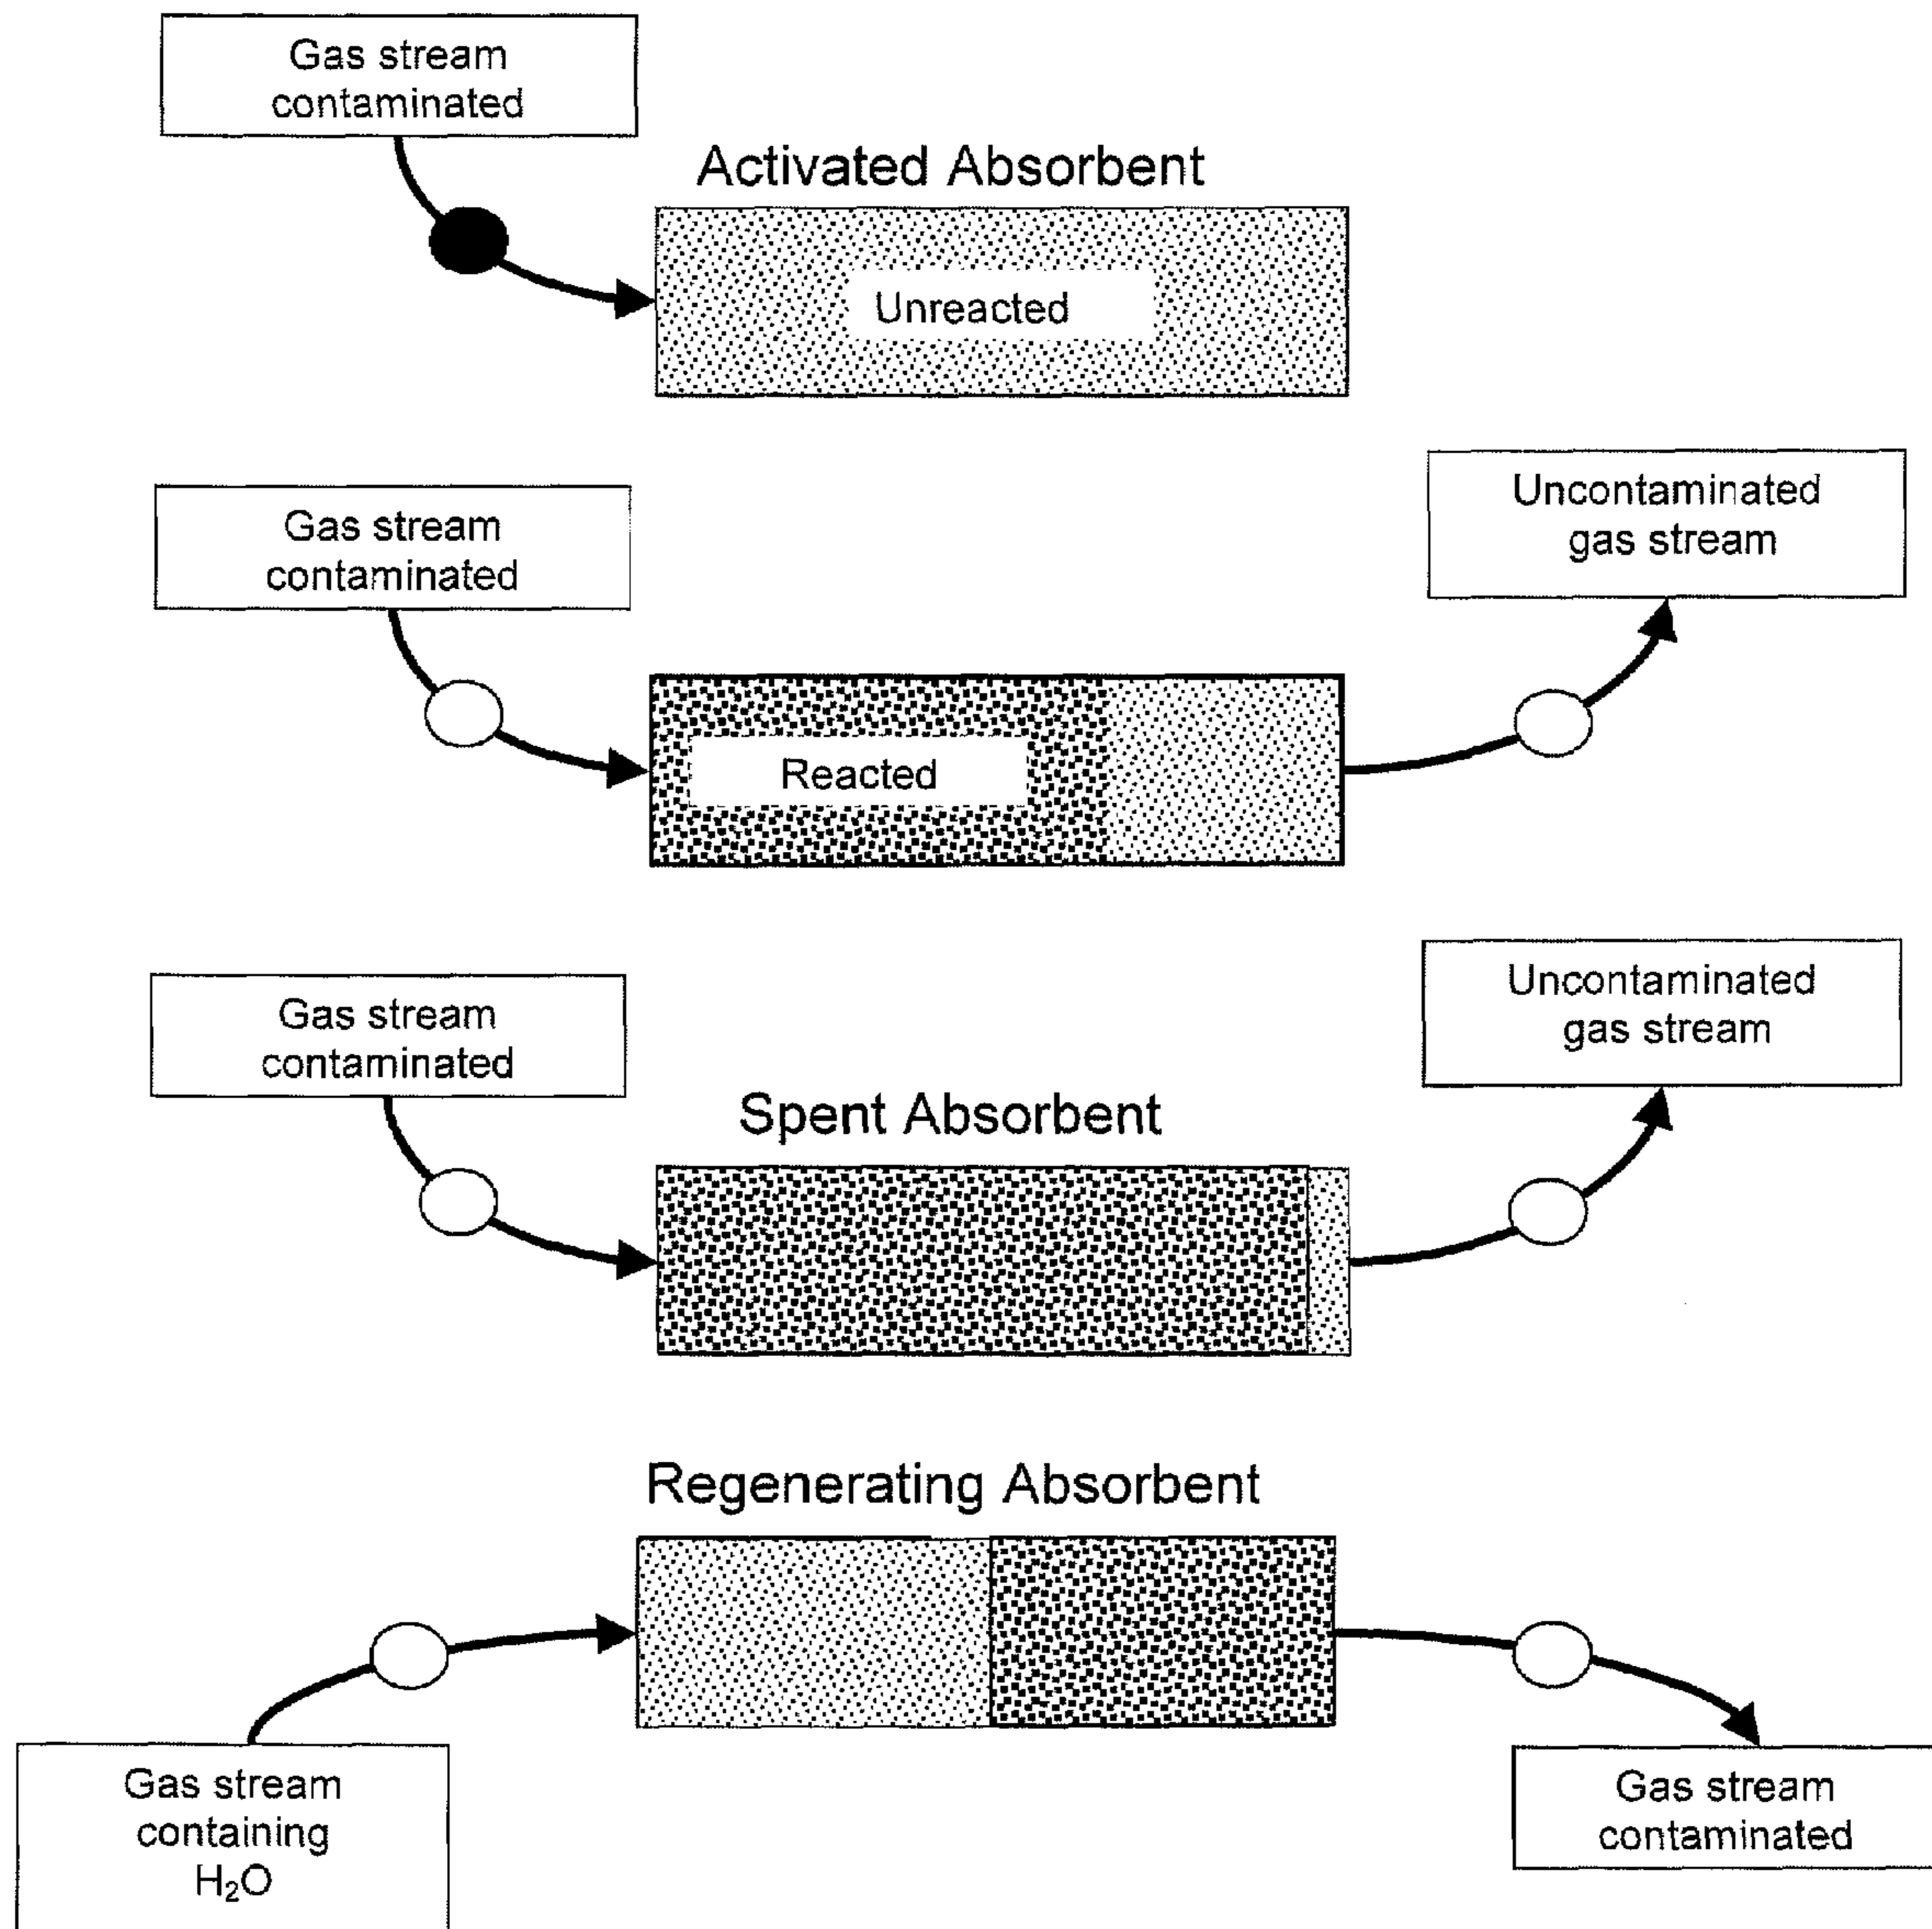 Gas stream
contaminated
Activated Absorbent
Unreacted
Gas stream
contaminated
Uncontaminated
gas stream
Reacted
Gas stream
contaminated
Uncontaminated
gas stream
Spent Absorbent
Regenerating Absorbent
Gas stream
containing
H₂O
Gas stream
contaminated